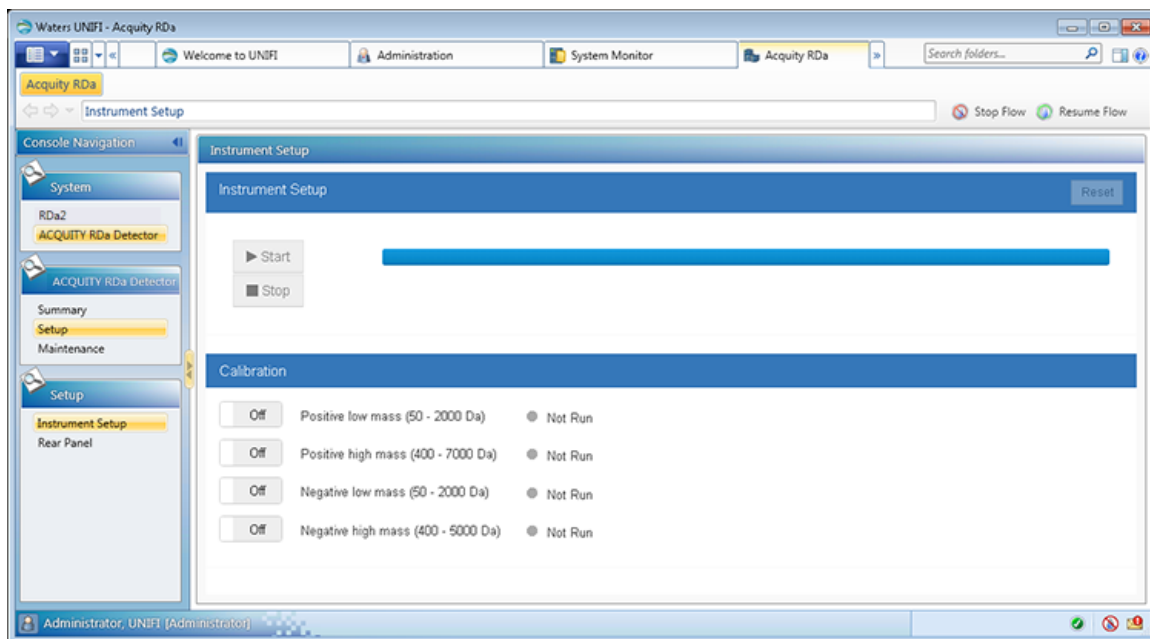 Waters UNIFI - Acquity RDa
Welcome to UNIFI
Administration
System Monitor
Acquity RDa
Search folders...
Acquity RDa
Instrument Setup
Stop Flow
Resume Flow
Console Navigation
System
RDa2
ACQUITY RDa Detector
ACQUITY RDa Detector
Summary
Setup
Maintenance
Setup
Instrument Setup
Rear Panel
Instrument Setup
Instrument Setup
Reset
Start
Stop
Calibration
Off Positive low mass (50 - 2000 Da) Not Run
Off Positive high mass (400 - 7000 Da) Not Run
Off Negative low mass (50 - 2000 Da) Not Run
Off Negative high mass (400 - 5000 Da) Not Run
Administrator, UNIFI [Administrator]